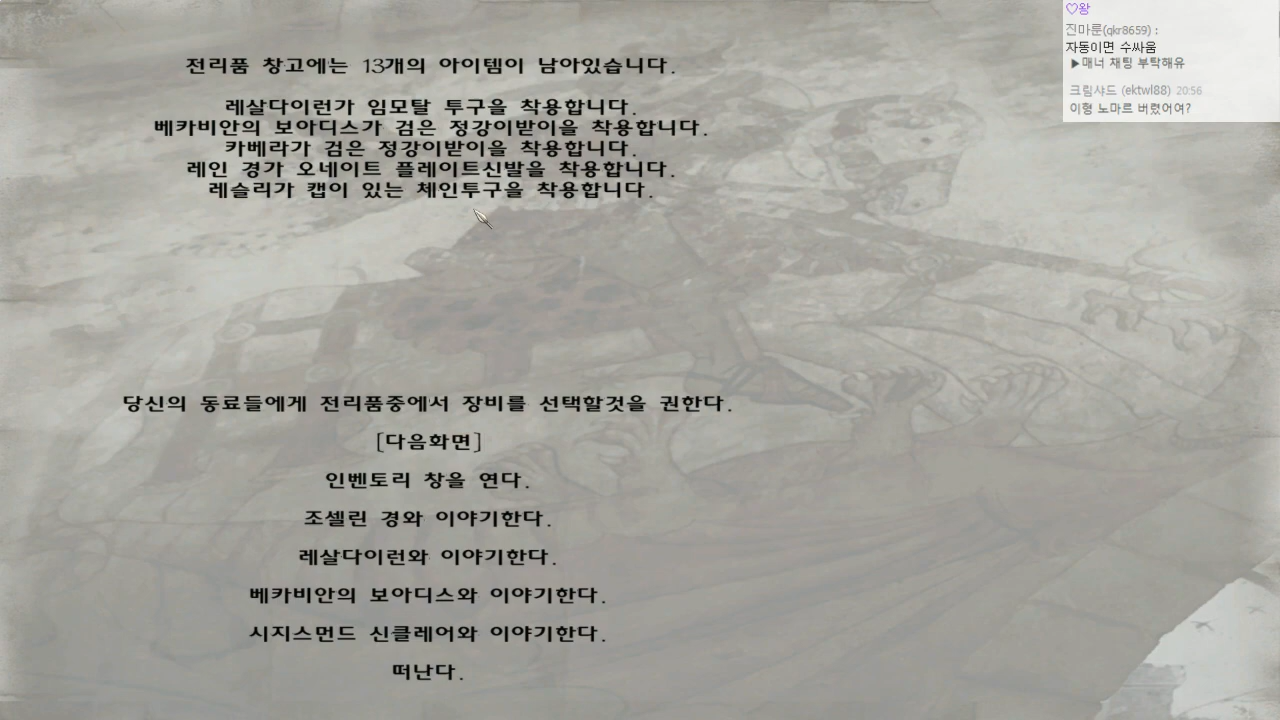 전리품 창고에는 13개의 아이템이 남아있습니다.
레살다이런가 임모탈 투구을 착용합니다.
베카비안의 보아디스가 검은 정강이받이을 착용합니다.
카베라가 검은 정강이받이을 착용합니다.
레인 경가 오네이트 플레이트신발을 착용합니다.
레슬리가 캡이 있는 체인투구을 착용합니다.
당신의 동료들에게 전리품중에서 장비를 선택할것을 권한다.
[다음화면]
인벤토리 창을 연다.
조셀린 경와 이야기한다.
레살다이런와 이야기한다.
베카비안의 보아디스와 이야기한다.
시지스먼드 신클레어와 이야기한다.
떠난다.
♡왕
진마룬(qkr8659) :
자동이면 수싸움
▶매너 채팅 부탁해유
크림샤드 (ektwl88) 20:56
이형 노마르 버렸어여?